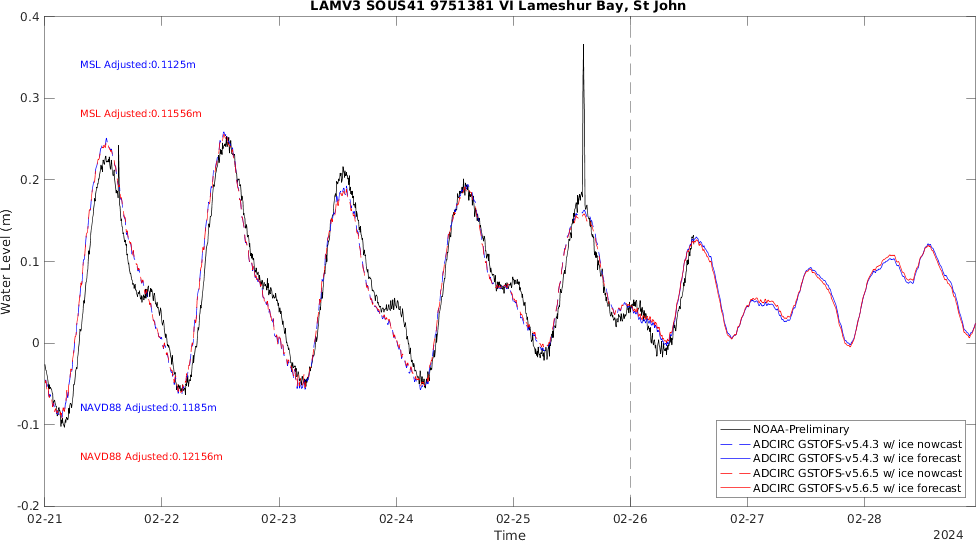 LAMV3 SOUS41 9751381 VI Lameshur Bay, St John
0.4
0.3
0.2
0.1
0
-0.1
-0.2
Water Level (m)
MSL Adjusted:0.1125m
MSL Adjusted:0.11556m
NAVD88 Adjusted:0.1185m
NAVD88 Adjusted:0.12156m
NOAA-Preliminary
ADCIRC GSTOFS-v5.4.3 w/ ice nowcast
ADCIRC GSTOFS-v5.4.3 w/ ice forecast
ADCIRC GSTOFS-v5.6.5 w/ ice nowcast
ADCIRC GSTOFS-v5.6.5 w/ ice forecast
02-21 02-22 02-23 02-24 02-25 02-26 02-27 02-28
Time
2024